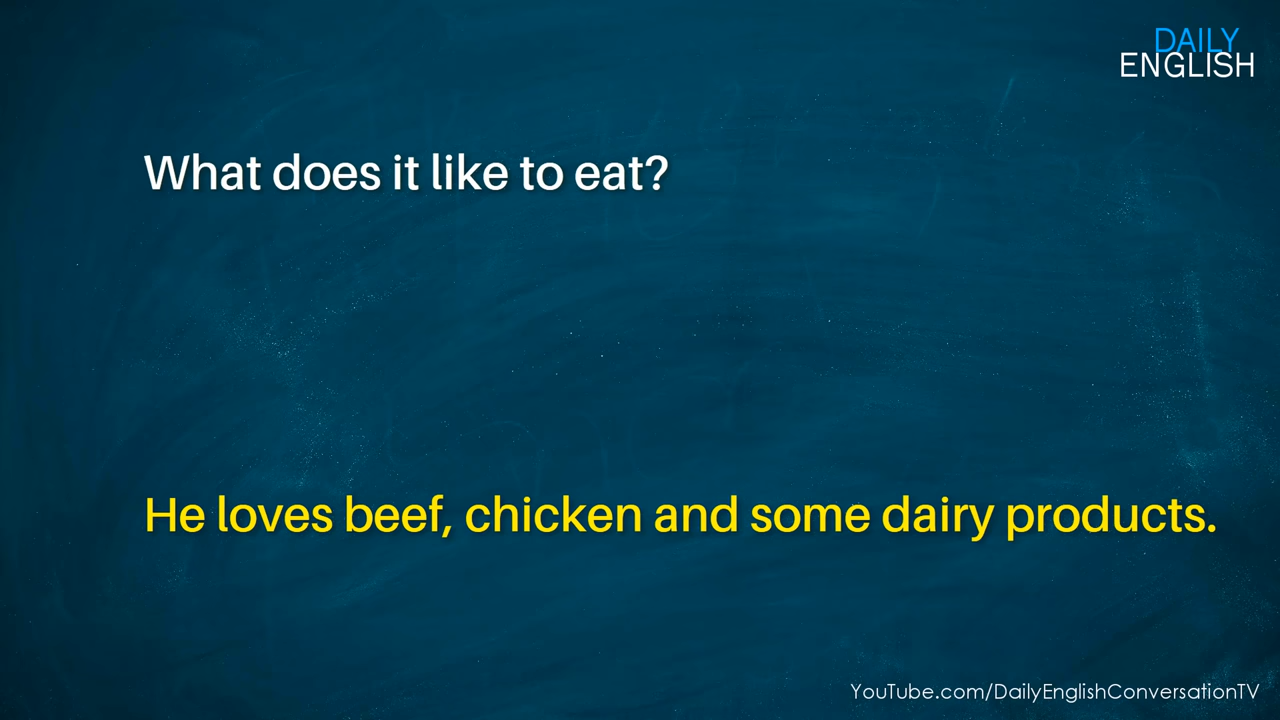 DAILY
ENGLISH
What does it like to eat?
He loves beef, chicken and some dairy products.
YouTube.com/DailyEnglishConversationTV